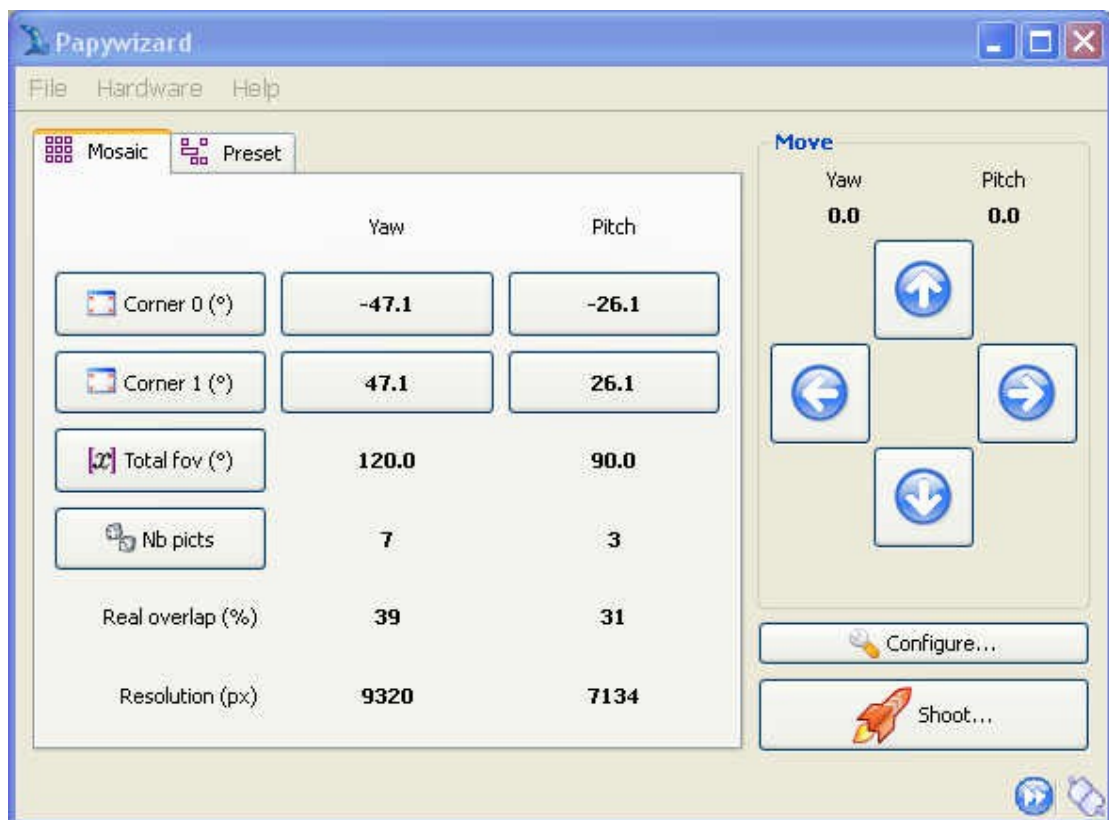 Papywizard
File Hardware Help
Mosaic Preset
Yaw Pitch
Corner 0 (°) -47.1 -26.1
Corner 1 (°) 47.1 26.1
[x] Total fov (°) 120.0 90.0
Nb picts 7 3
Real overlap (%) 39 31
Resolution (px) 9320 7134
Move
Yaw Pitch
0.0 0.0
Configure...
Shoot...